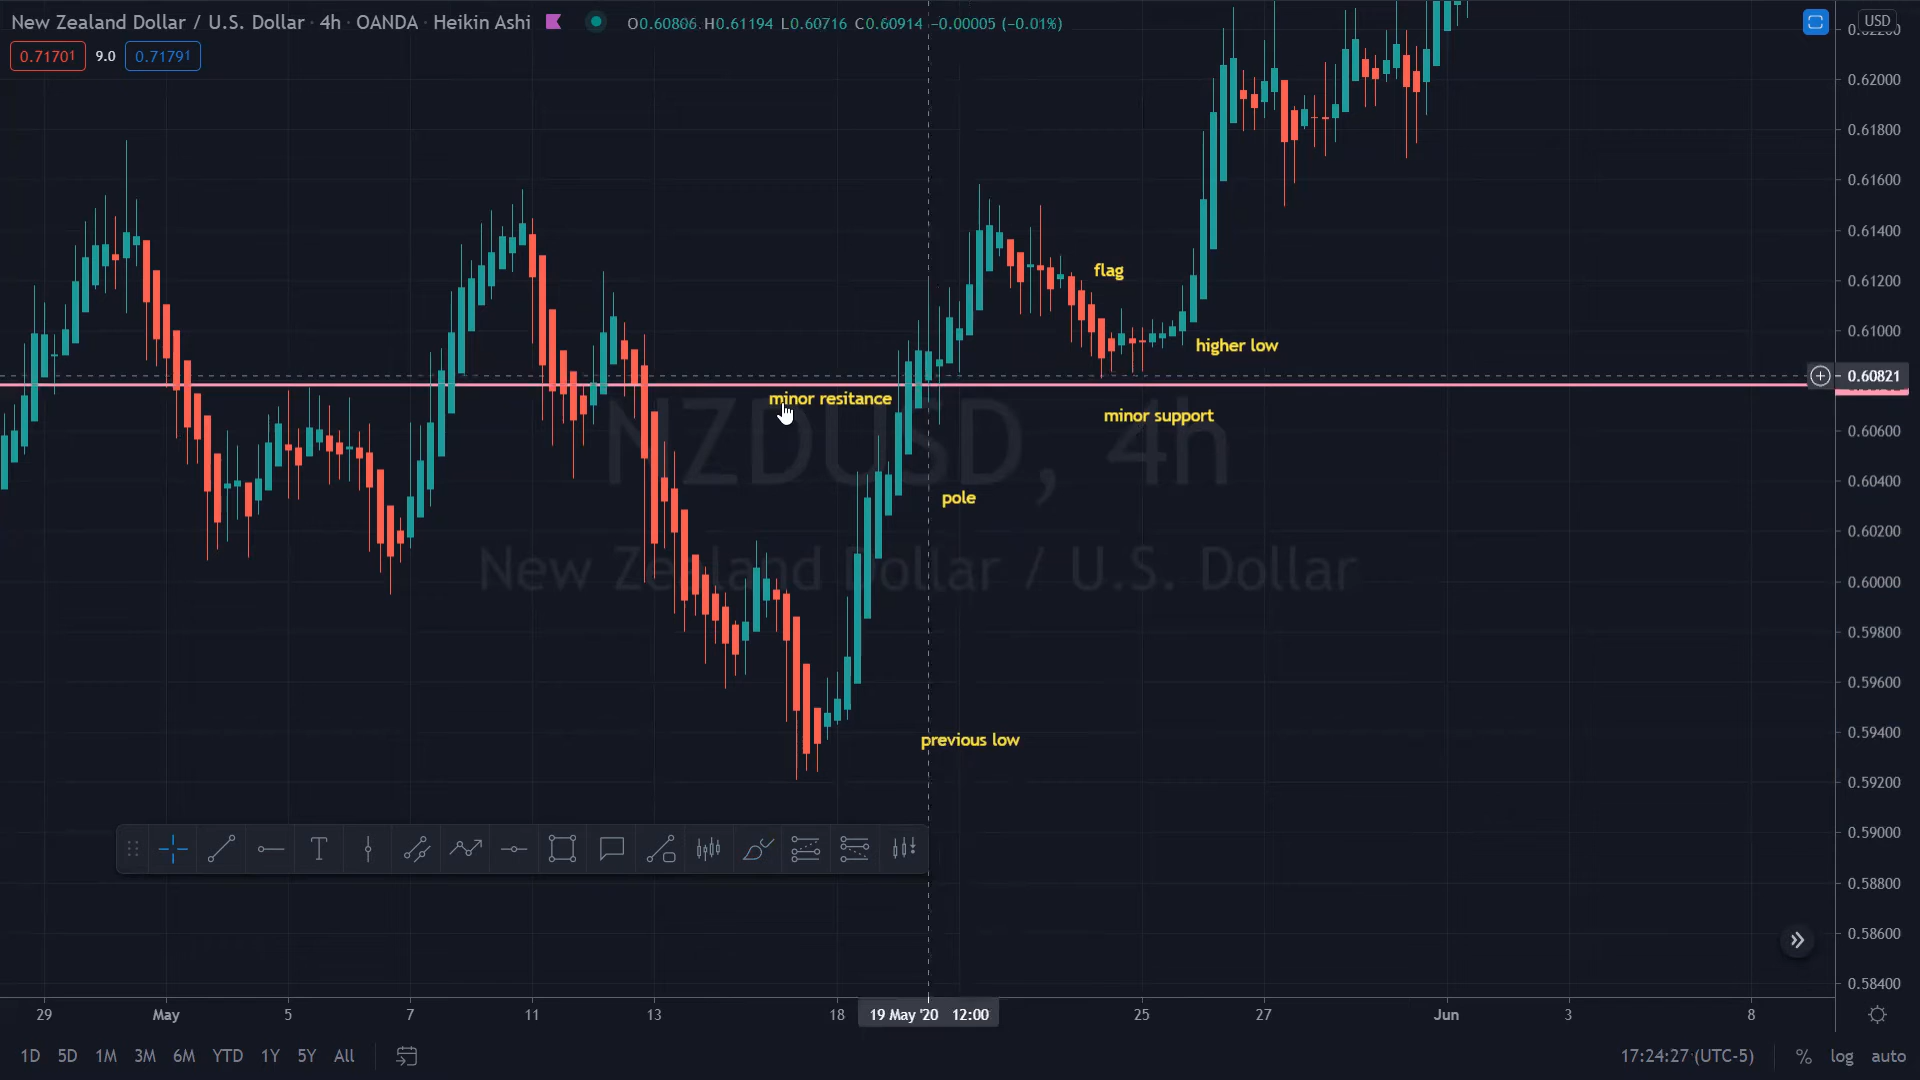 New Zealand Dollar / U.S. Dollar · 4h · OANDA · Heikin Ashi O0.60806 H0.61194 L0.60716 C0.60914 −0.00005 (−0.01%) USD
0.71701 9.0 0.71791
0.62000
0.61800
0.61600
0.61400
flag
0.61200
0.61000
higher low
0.60821
minor resitance
minor support
0.60600
NZDUSD, 4h
0.60400
pole
0.60200
New Zealand Dollar / U.S. Dollar
0.60000
0.59800
0.59600
previous low
0.59400
0.59200
0.59000
T
0.58800
0.58600
0.58400
29 May 5 7 11 13 18 19 May '20 12:00 25 27 Jun 3 8
1D 5D 1M 3M 6M YTD 1Y 5Y All 17:24:27 (UTC-5) % log auto